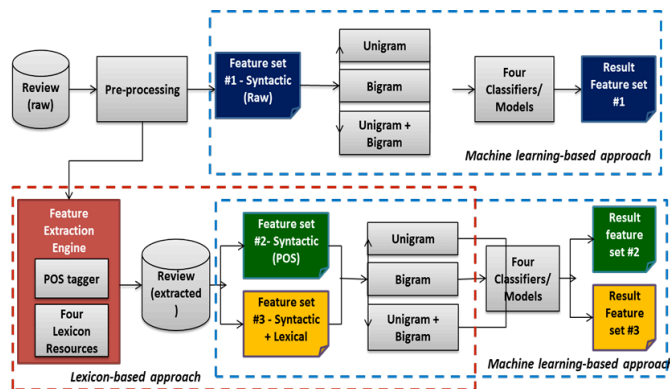 Review
(raw)
Pre-processing
Feature set
#1 - Syntactic
(Raw)
Unigram
Bigram
Unigram +
Bigram
Four
Classifiers/
Models
Result
Feature set
#1
Machine learning-based approach
Feature
Extraction
Engine
POS tagger
Four
Lexicon
Resources
Review
(extracted
)
Feature set
#2- Syntactic
(POS)
Feature set
#3 - Syntactic
+ Lexical
Unigram
Bigram
Unigram +
Bigram
Four
Classifiers/
Models
Result
feature
set #2
Result
Feature
set #3
Lexicon-based approach
Machine learning-based approach